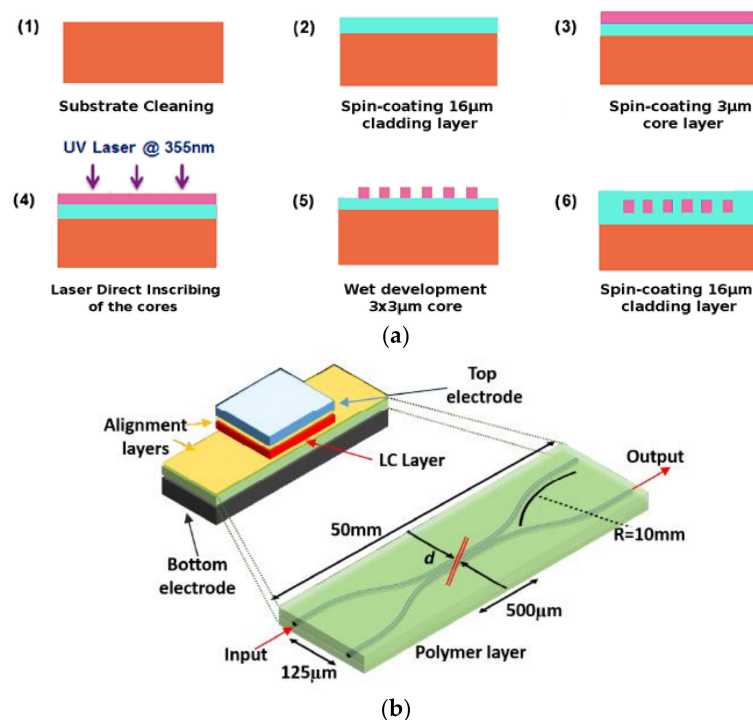 (1)
Substrate Cleaning
(2)
Spin-coating 16µm
cladding layer
(3)
Spin-coating 3µm
core layer
UV Laser @ 355nm
(4)
Laser Direct Inscribing
of the cores
(5)
Wet development
3x3µm core
(6)
Spin-coating 16µm
cladding layer
(a)
Top
electrode
Alignment
layers
LC Layer
Bottom
electrode
Output
50mm
R=10mm
d
500µm
Input
125µm
Polymer layer
(b)